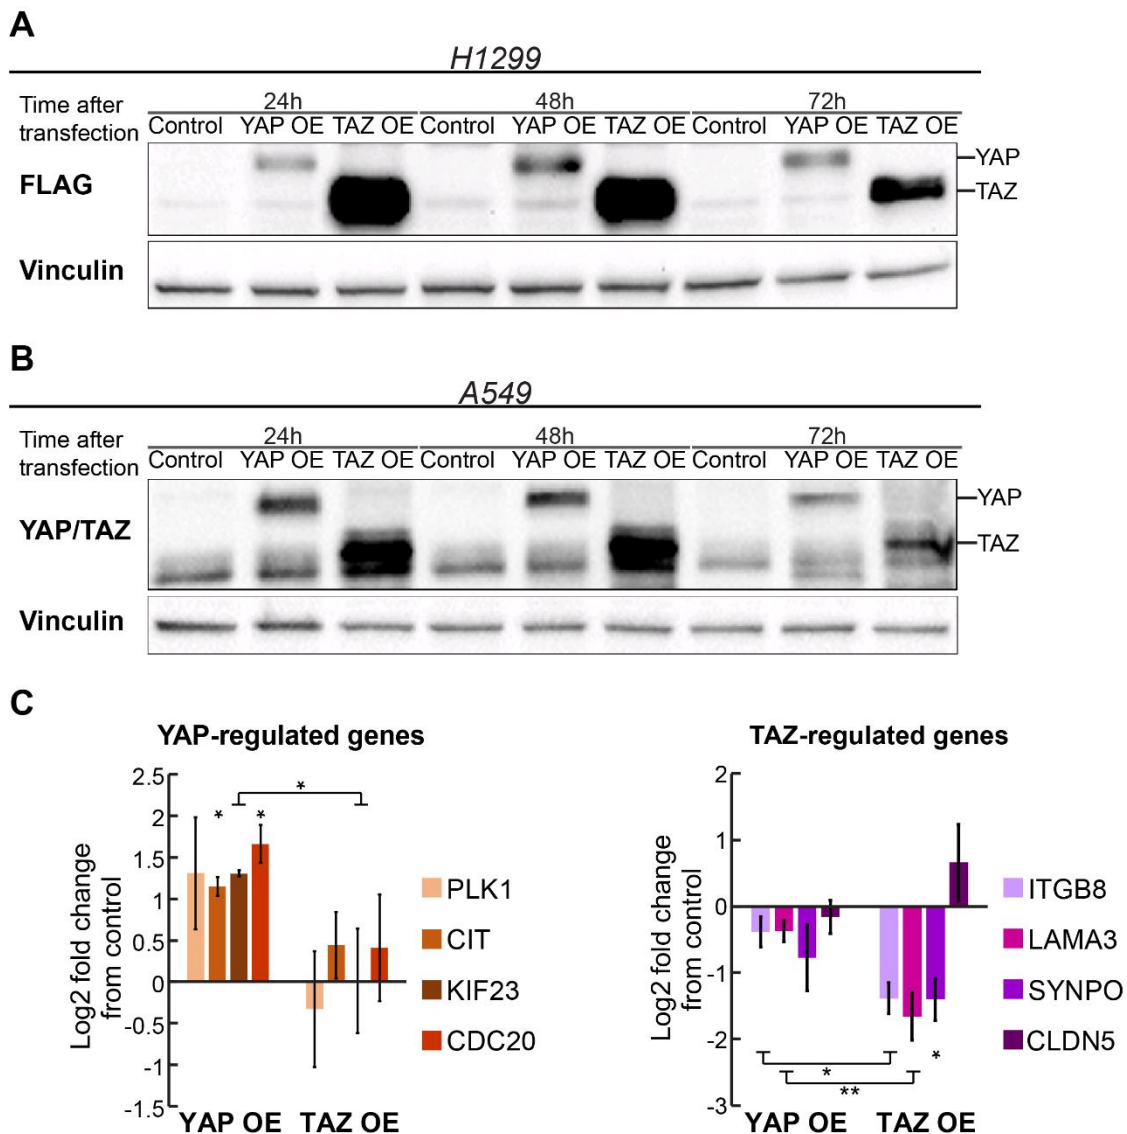 A
H1299
Time after transfection
24h 48h 72h
Control YAP OE TAZ OE Control YAP OE TAZ OE Control YAP OE TAZ OE
FLAG
YAP
TAZ
Vinculin
B
A549
Time after transfection
24h 48h 72h
Control YAP OE TAZ OE Control YAP OE TAZ OE Control YAP OE TAZ OE
YAP/TAZ
YAP
TAZ
Vinculin
C
YAP-regulated genes
Log2 fold change
from control
2.5
2
1.5
1
0.5
0
-0.5
-1
-1.5
* * *
YAP OE TAZ OE
PLK1
CIT
KIF23
CDC20
TAZ-regulated genes
Log2 fold change
from control
2
1
0
-1
-2
-3
*
*
**
YAP OE TAZ OE
ITGB8
LAMA3
SYNPO
CLDN5